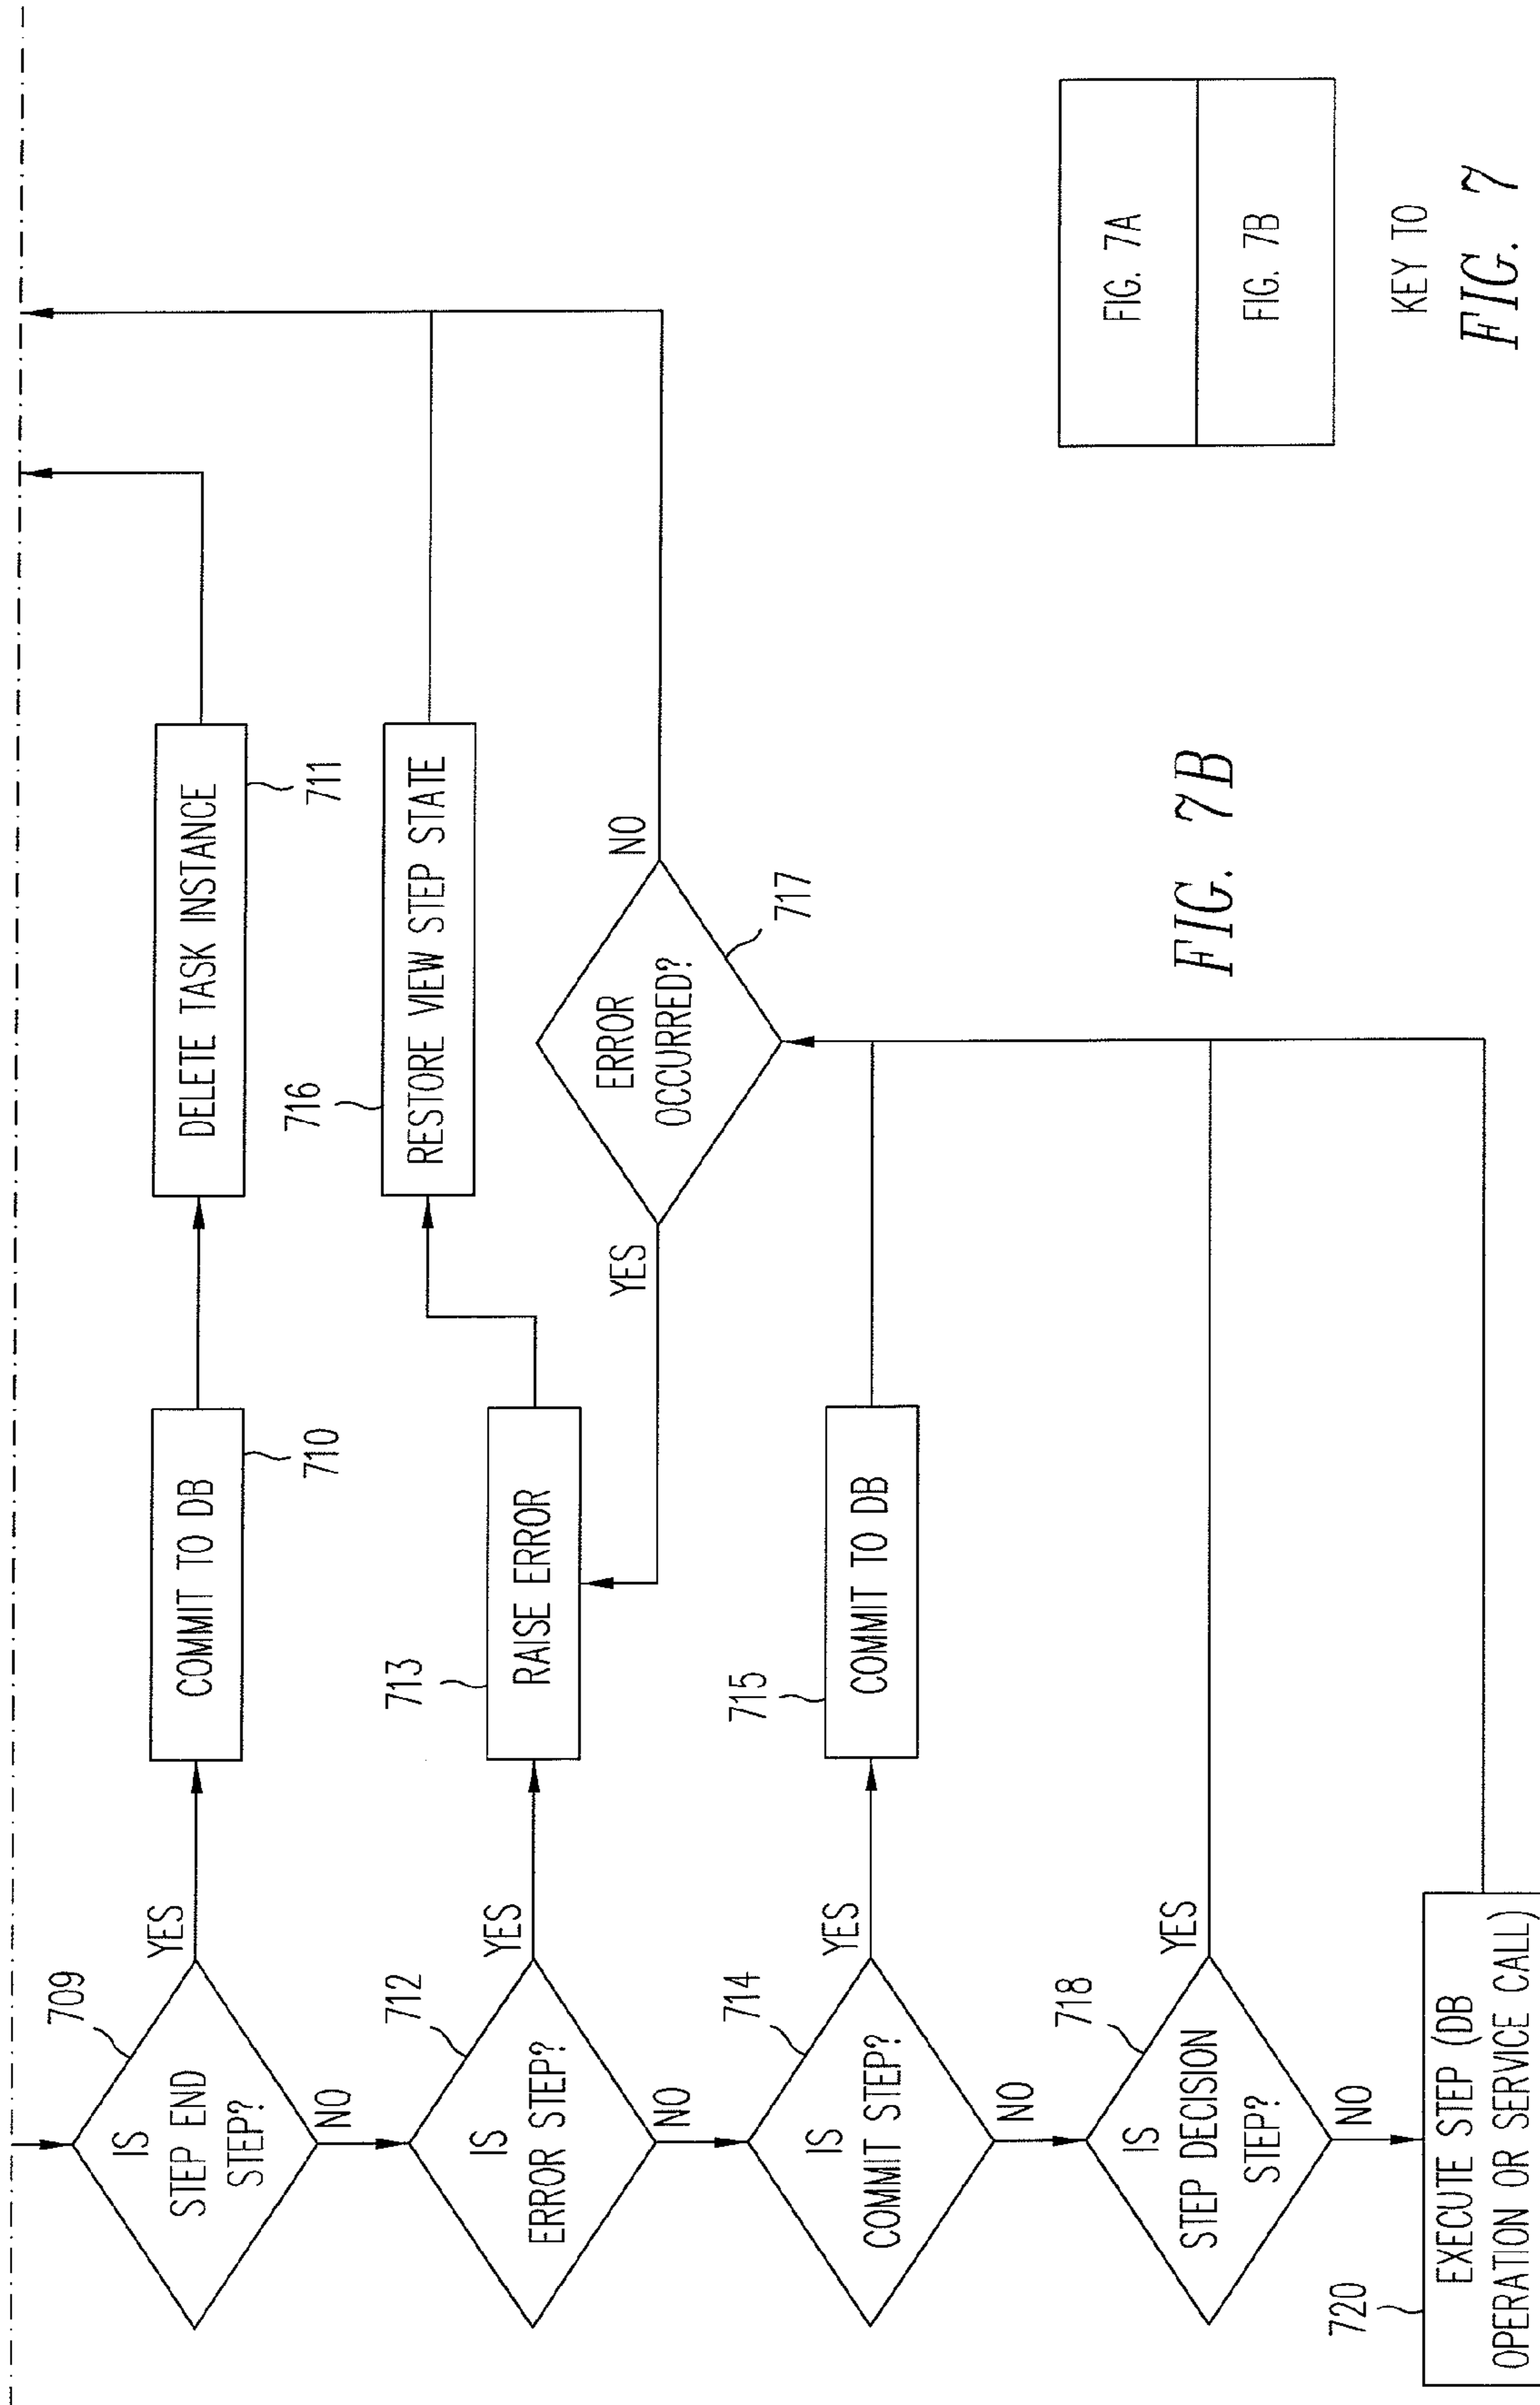 709
IS
STEP END
STEP?
YES
NO
COMMIT TO DB
710
DELETE TASK INSTANCE
711
712
IS
ERROR STEP?
YES
NO
713
RAISE ERROR
716
RESTORE VIEW STEP STATE
YES
ERROR
OCCURRED?
NO
717
714
IS
COMMIT STEP?
YES
NO
715
COMMIT TO DB
718
IS
STEP DECISION
STEP?
YES
NO
720
EXECUTE STEP (DB
OPERATION OR SERVICE CALL)
FIG. 7B
FIG. 7A
FIG. 7B
KEY TO
FIG. 7